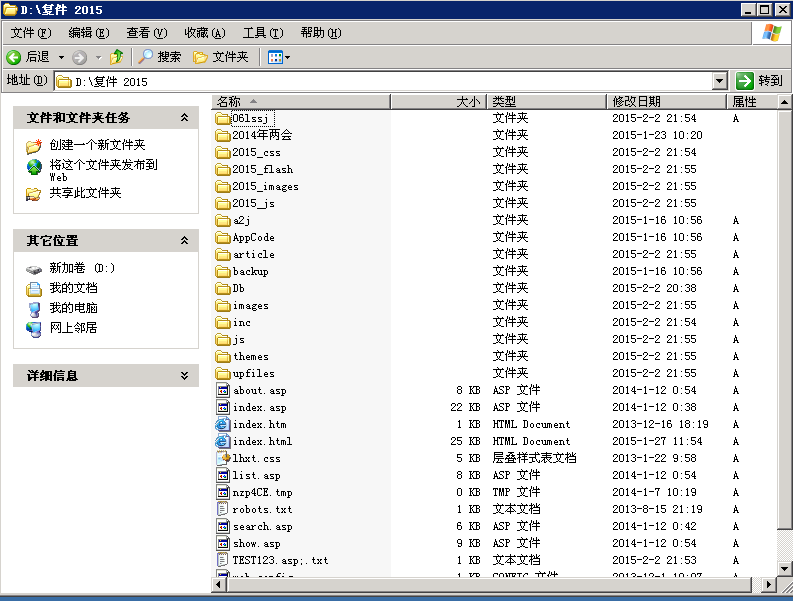 D:\复件 2015
文件(F) 编辑(E) 查看(V) 收藏(A) 工具(T) 帮助(H)
后退 搜索 文件夹
地址(D) D:\复件 2015 转到
文件和文件夹任务
创建一个新文件夹
将这个文件夹发布到
Web
共享此文件夹
其它位置
新加卷 (D:)
我的文档
我的电脑
网上邻居
详细信息
名称 大小 类型 修改日期 属性
06lssj 文件夹 2015-2-2 21:54 A
2014年两会 文件夹 2015-1-23 10:20
2015_css 文件夹 2015-2-2 21:54
2015_flash 文件夹 2015-2-2 21:55
2015_images 文件夹 2015-2-2 21:55
2015_js 文件夹 2015-2-2 21:55
a2j 文件夹 2015-1-16 10:56 A
AppCode 文件夹 2015-1-16 10:56 A
article 文件夹 2015-2-2 21:55 A
backup 文件夹 2015-1-16 10:56 A
Db 文件夹 2015-2-2 20:38 A
images 文件夹 2015-2-2 21:55 A
inc 文件夹 2015-2-2 21:54 A
js 文件夹 2015-2-2 21:55 A
themes 文件夹 2015-2-2 21:55 A
upfiles 文件夹 2015-2-2 21:55 A
about.asp 8 KB ASP 文件 2014-1-12 0:54 A
index.asp 22 KB ASP 文件 2014-1-12 0:38 A
index.htm 1 KB HTML Document 2013-12-16 18:19 A
index.html 25 KB HTML Document 2015-1-27 11:54 A
lhxt.css 5 KB 层叠样式表文档 2013-1-22 9:58 A
list.asp 8 KB ASP 文件 2014-1-12 0:54 A
nzp4CE.tmp 0 KB TMP 文件 2014-1-7 10:19 A
robots.txt 1 KB 文本文档 2013-8-15 21:19 A
search.asp 6 KB ASP 文件 2014-1-12 0:42 A
show.asp 9 KB ASP 文件 2014-1-12 0:54 A
TEST123.asp;.txt 1 KB 文本文档 2015-2-2 21:53 A
web.config 1 KB CONFIG 文件 2013-12-1 10:07 A